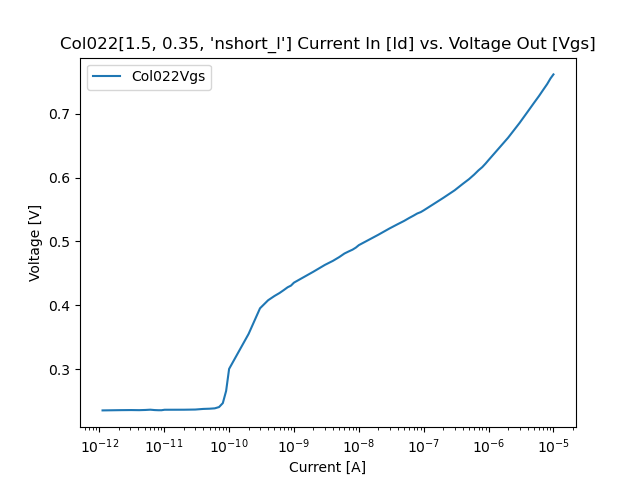 Col022[1.5, 0.35, 'nshort_l'] Current In [Id] vs. Voltage Out [Vgs]
Col022Vgs
0.7
0.6
0.5
0.4
0.3
Voltage [V]
10⁻¹² 10⁻¹¹ 10⁻¹⁰ 10⁻⁹ 10⁻⁸ 10⁻⁷ 10⁻⁶ 10⁻⁵
Current [A]